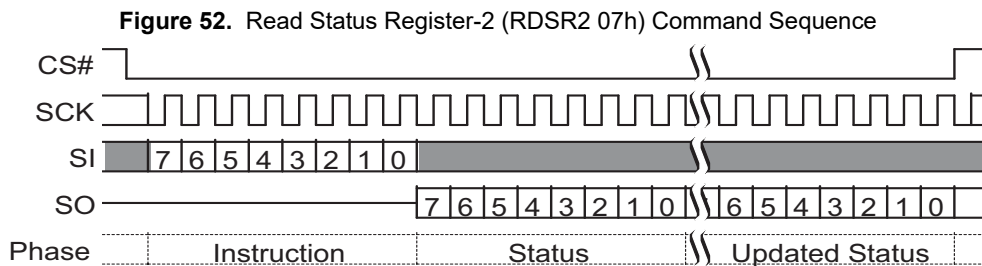 Figure 52. Read Status Register-2 (RDSR2 07h) Command Sequence
CS#
SCK
SI 7 6 5 4 3 2 1 0
SO 7 6 5 4 3 2 1 0 6 5 4 3 2 1 0
Phase Instruction Status Updated Status